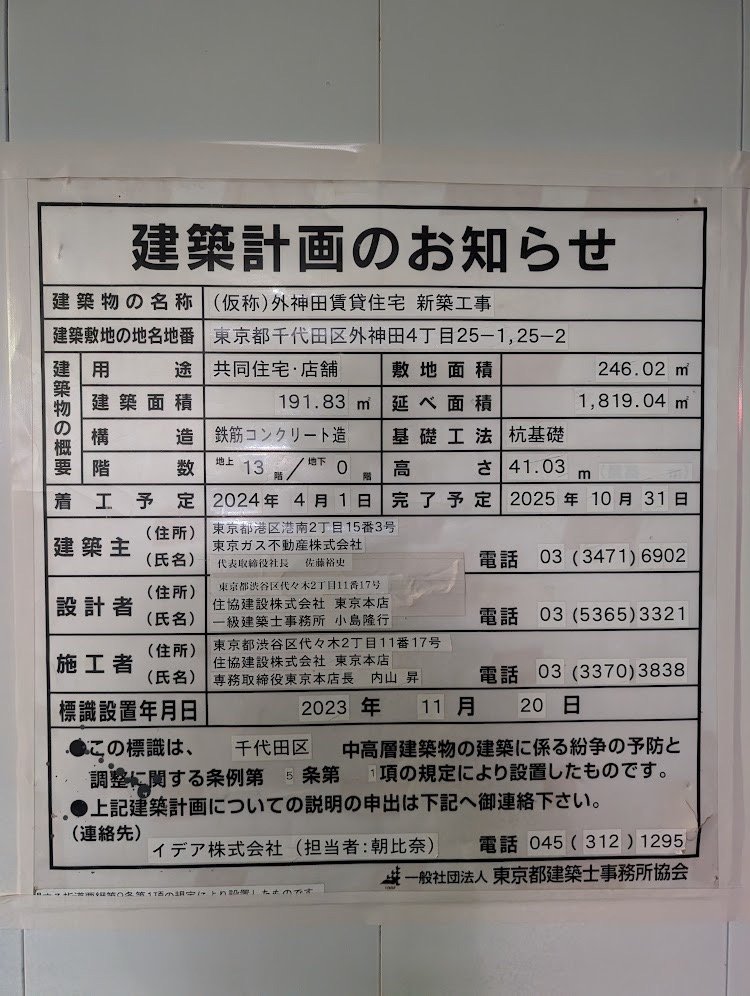 建築計画のお知らせ
建築物の名称 (仮称)外神田賃貸住宅 新築工事
建築敷地の地名地番 東京都千代田区外神田4丁目25-1,25-2
建築物の概要
用途 共同住宅・店舗 敷地面積 246.02 ㎡
建築面積 191.83 ㎡ 延べ面積 1,819.04 ㎡
構造 鉄筋コンクリート造 基礎工法 杭基礎
階数 地上 13 階/地下 0 階 高さ 41.03 m
着工予定 2024年 4月 1日 完了予定 2025年 10月 31日
建築主 (住所) 東京都港区港南2丁目15番3号
東京ガス不動産株式会社
(氏名) 代表取締役社長 佐藤裕史 電話 03 (3471) 6902
設計者 (住所) 東京都渋谷区代々木2丁目11番17号
住協建設株式会社 東京本店
(氏名) 一級建築士事務所 小島隆行 電話 03 (5365) 3321
施工者 (住所) 東京都渋谷区代々木2丁目11番17号
住協建設株式会社 東京本店
(氏名) 専務取締役東京本店長 内山 昇 電話 03 (3370) 3838
標識設置年月日 2023 年 11 月 20 日
●この標識は、 千代田区 中高層建築物の建築に係る紛争の予防と
調整に関する条例第 5 条第 1 項の規定により設置したものです。
●上記建築計画についての説明の申出は下記へ御連絡下さい。
(連絡先)
イデア株式会社 (担当者:朝比奈) 電話 045 (312) 1295
一般社団法人 東京都建築士事務所協会